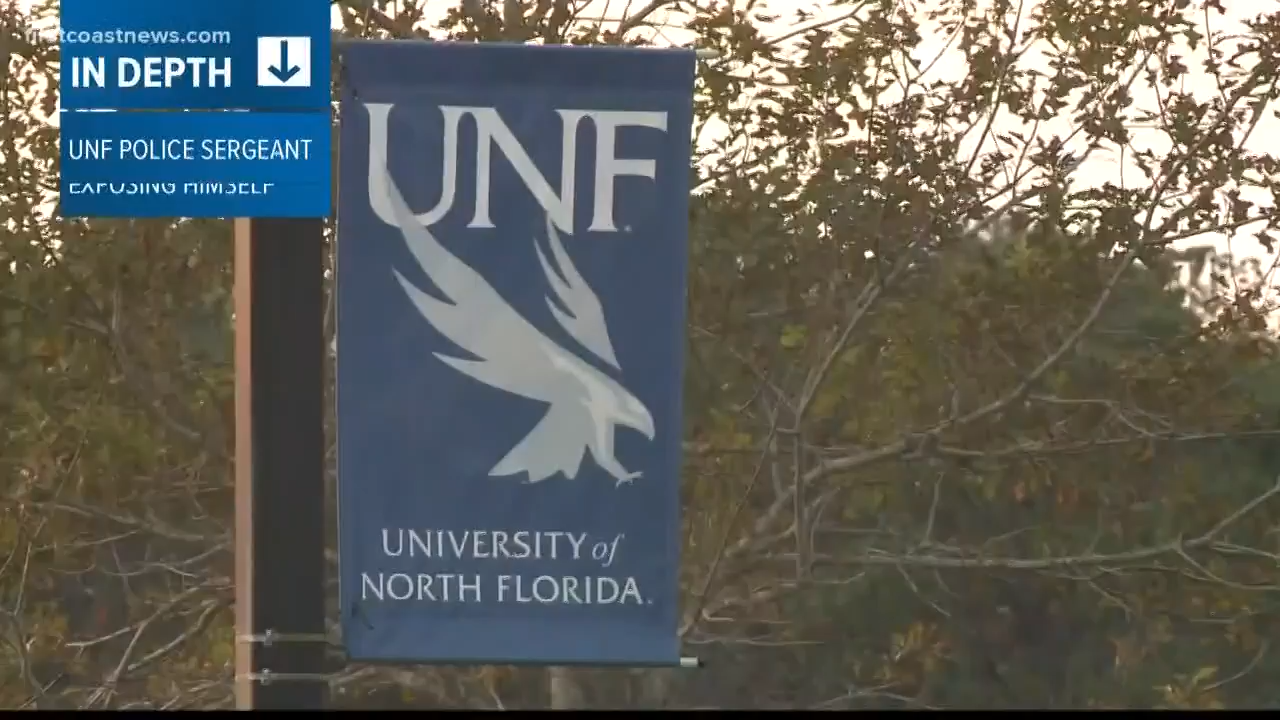 firstcoastnews.com
IN DEPTH
UNF POLICE SERGEANT
EXPOSING HIMSELF
UNF
UNIVERSITY of
NORTH FLORIDA.